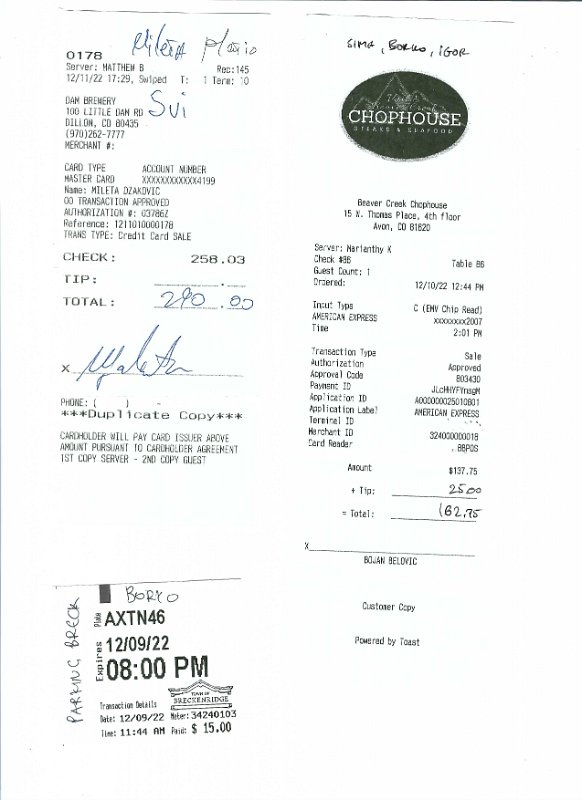 Mileta plaio
0178
Server: MATTHEW B Rec:145
12/11/22 17:29, Swiped T: 1 Term: 10
Svi
DAM BREWERY
100 LITTLE DAM RD
DILLON, CO 80435
(970)262-7777
MERCHANT #:
CARD TYPE ACCOUNT NUMBER
MASTER CARD XXXXXXXXXXXX4199
Name: MILETA DZAKOVIC
00 TRANSACTION APPROVED
AUTHORIZATION #: 03786Z
Reference: 1211010000178
TRANS TYPE: Credit Card SALE
CHECK: 258.03
TIP:
TOTAL: 290.00
X
PHONE: ( ) -
***Duplicate Copy***
CARDHOLDER WILL PAY CARD ISSUER ABOVE
AMOUNT PURSUANT TO CARDHOLDER AGREEMENT
1ST COPY SERVER - 2ND COPY GUEST
SIMA, BORKO, IGOR
CHOPHOUSE
STEAKS & SEAFOOD
Beaver Creek Chophouse
15 W. Thomas Place, 4th floor
Avon, CO 81620
Server: Marianthy K
Check #86 Table 86
Guest Count: 1
Ordered: 12/10/22 12:44 PM
Input Type C (EMV Chip Read)
AMERICAN EXPRESS xxxxxxxx2007
Time 2:01 PM
Transaction Type Sale
Authorization Approved
Approval Code 803430
Payment ID JLcHHYFYnsgM
Application ID A000000025010801
Application Label AMERICAN EXPRESS
Terminal ID
Merchant ID 324000000018
Card Reader BBPOS
Amount $137.75
+ Tip: 25.00
= Total: 162.75
X
BOJAN BELOVIC
Customer Copy
Powered by Toast
PARKING BRECK
BORKO
Plate AXTN46
Expires 12/09/22
08:00 PM
TOWN OF
BRECKENRIDGE
Transaction Details
Date: 12/09/22 Meter: 34240103
Time: 11:44 AM Paid: $ 15.00